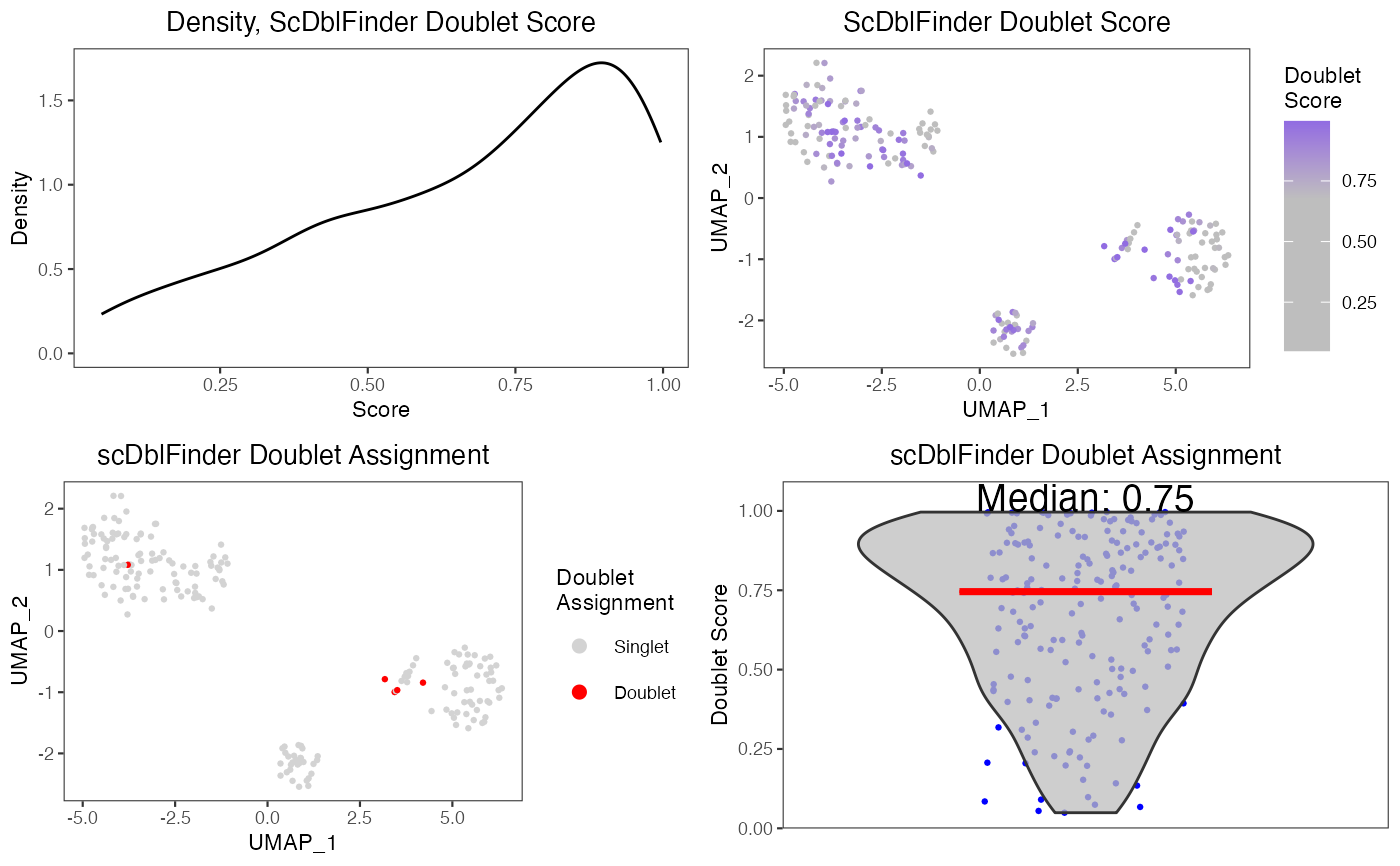 Density, ScDblFinder Doublet Score
Density
0.0
0.5
1.0
1.5
0.25
0.50
0.75
1.00
Score
ScDblFinder Doublet Score
UMAP_2
2
1
0
-1
-2
-5.0
-2.5
0.0
2.5
5.0
UMAP_1
Doublet
Score
0.75
0.50
0.25
scDblFinder Doublet Assignment
UMAP_2
2
1
0
-1
-2
-5.0
-2.5
0.0
2.5
5.0
UMAP_1
Doublet
Assignment
Singlet
Doublet
scDblFinder Doublet Assignment
Median: 0.75
Doublet Score
1.00
0.75
0.50
0.25
0.00